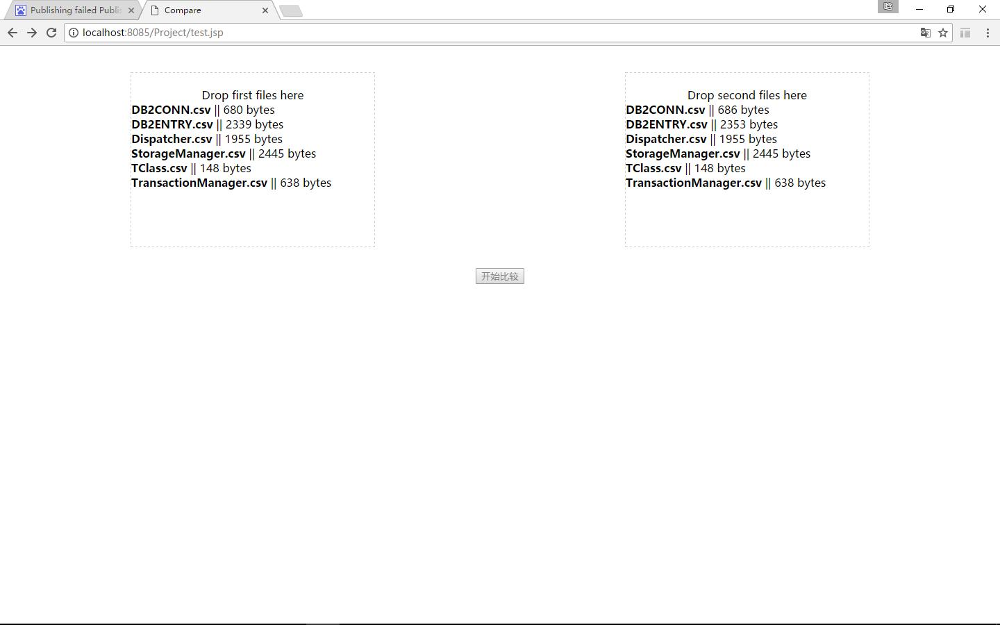 Publishing failed Publis
Compare
localhost:8085/Project/test.jsp
Drop first files here
DB2CONN.csv || 680 bytes
DB2ENTRY.csv || 2339 bytes
Dispatcher.csv || 1955 bytes
StorageManager.csv || 2445 bytes
TClass.csv || 148 bytes
TransactionManager.csv || 638 bytes
Drop second files here
DB2CONN.csv || 686 bytes
DB2ENTRY.csv || 2353 bytes
Dispatcher.csv || 1955 bytes
StorageManager.csv || 2445 bytes
TClass.csv || 148 bytes
TransactionManager.csv || 638 bytes
开始比较